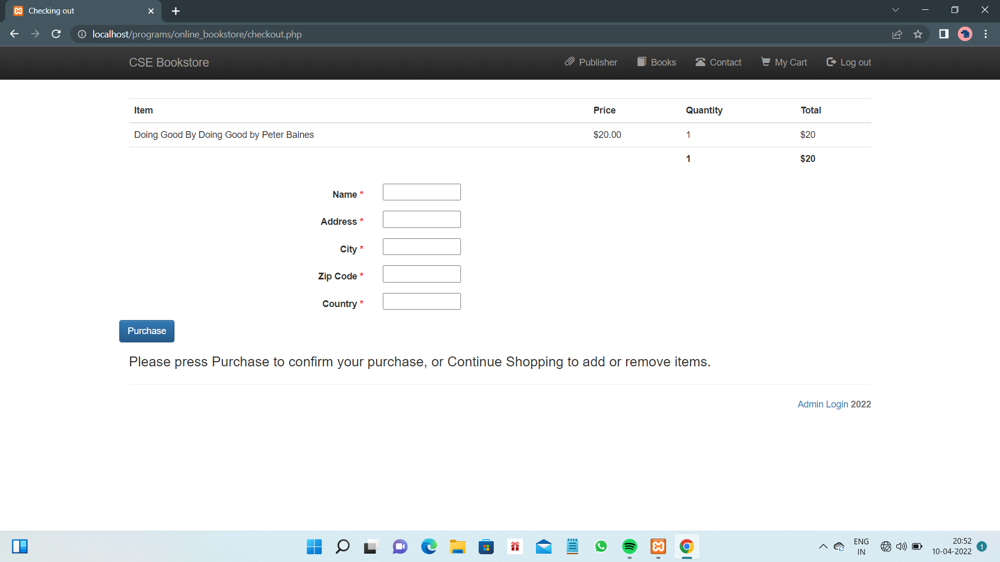 Checking out
localhost/programs/online_bookstore/checkout.php
CSE Bookstore Publisher Books Contact My Cart Log out
Item Price Quantity Total
Doing Good By Doing Good by Peter Baines $20.00 1 $20
1 $20
Name *
Address *
City *
Zip Code *
Country *
Purchase
Please press Purchase to confirm your purchase, or Continue Shopping to add or remove items.
Admin Login 2022
ENG 20:52
IN 10-04-2022 1